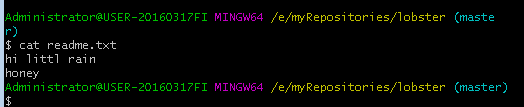 Administrator@USER-20160317FI MINGW64 /e/myRepositories/lobster (maste
r)
$ cat readme.txt
hi littl rain
honey
Administrator@USER-20160317FI MINGW64 /e/myRepositories/lobster (master)
$